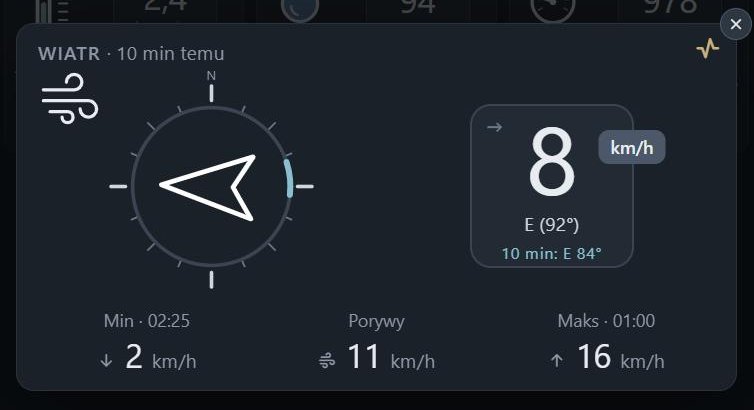 2,4
94
978
WIATR · 10 min temu
N
8
km/h
E (92°)
10 min: E 84°
Min · 02:25
2 km/h
Porywy
11 km/h
Maks · 01:00
16 km/h